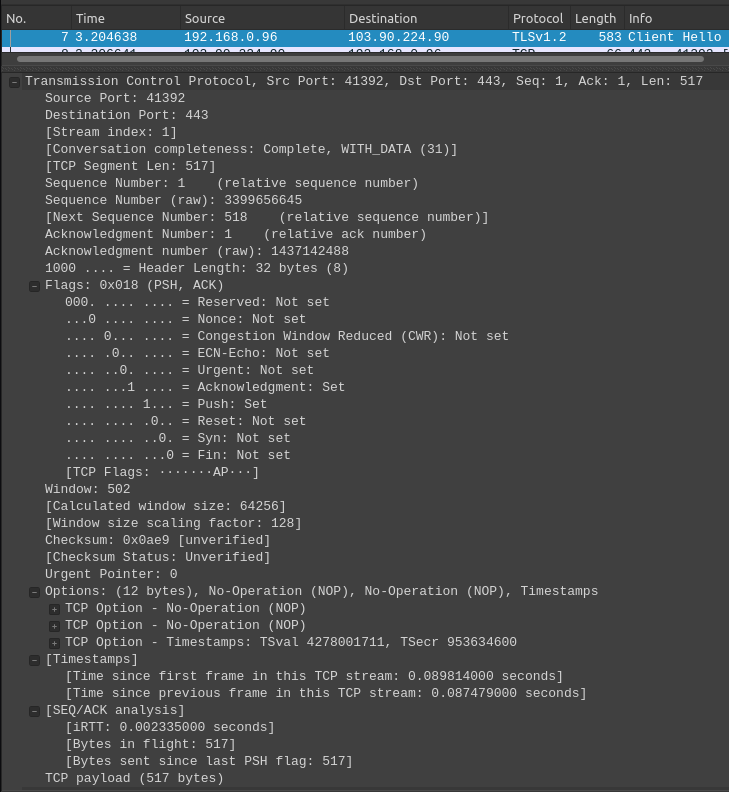 No. Time Source Destination Protocol Length Info
7 3.204638 192.168.0.96 103.90.224.90 TLSv1.2 583 Client Hello
Transmission Control Protocol, Src Port: 41392, Dst Port: 443, Seq: 1, Ack: 1, Len: 517
Source Port: 41392
Destination Port: 443
[Stream index: 1]
[Conversation completeness: Complete, WITH_DATA (31)]
[TCP Segment Len: 517]
Sequence Number: 1    (relative sequence number)
Sequence Number (raw): 3399656645
[Next Sequence Number: 518    (relative sequence number)]
Acknowledgment Number: 1    (relative ack number)
Acknowledgment number (raw): 1437142488
1000 .... = Header Length: 32 bytes (8)
Flags: 0x018 (PSH, ACK)
000. .... .... = Reserved: Not set
...0 .... .... = Nonce: Not set
.... 0... .... = Congestion Window Reduced (CWR): Not set
.... .0.. .... = ECN-Echo: Not set
.... ..0. .... = Urgent: Not set
.... ...1 .... = Acknowledgment: Set
.... .... 1... = Push: Set
.... .... .0.. = Reset: Not set
.... .... ..0. = Syn: Not set
.... .... ...0 = Fin: Not set
[TCP Flags: ·······AP···]
Window: 502
[Calculated window size: 64256]
[Window size scaling factor: 128]
Checksum: 0x0ae9 [unverified]
[Checksum Status: Unverified]
Urgent Pointer: 0
Options: (12 bytes), No-Operation (NOP), No-Operation (NOP), Timestamps
TCP Option - No-Operation (NOP)
TCP Option - No-Operation (NOP)
TCP Option - Timestamps: TSval 4278001711, TSecr 953634600
[Timestamps]
[Time since first frame in this TCP stream: 0.089814000 seconds]
[Time since previous frame in this TCP stream: 0.087479000 seconds]
[SEQ/ACK analysis]
[iRTT: 0.002335000 seconds]
[Bytes in flight: 517]
[Bytes sent since last PSH flag: 517]
TCP payload (517 bytes)